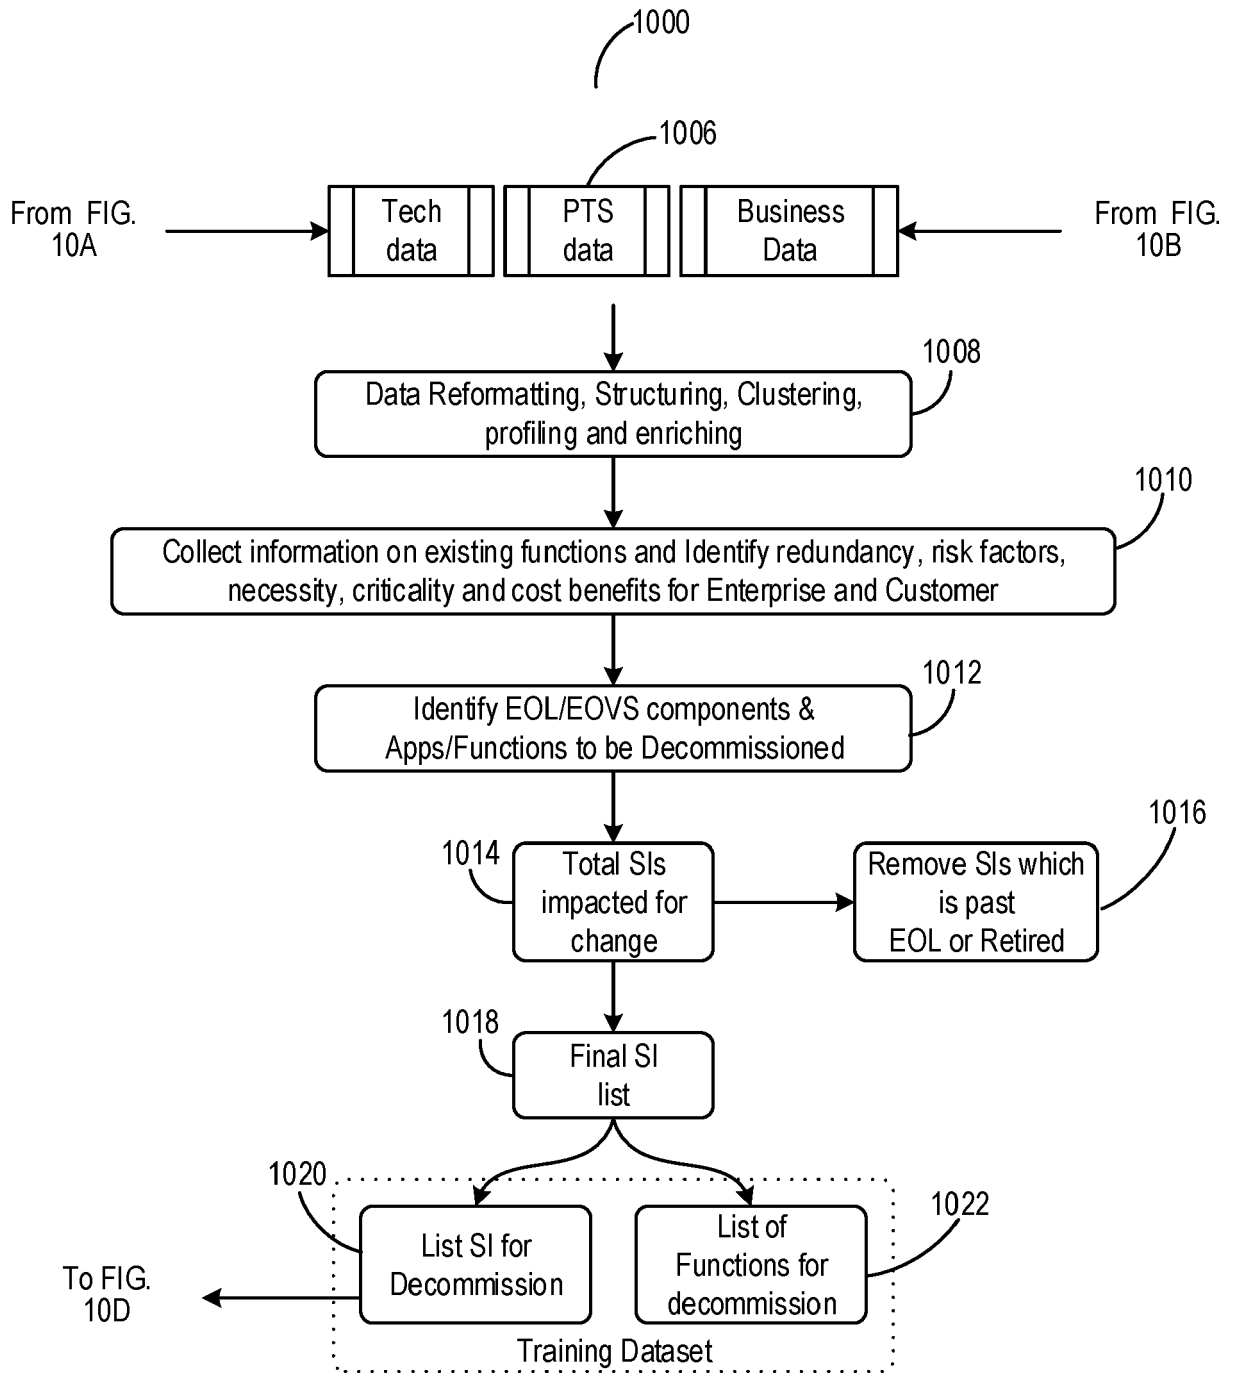 1000
1006
From FIG.
10A
Tech
data
PTS
data
Business
Data
From FIG.
10B
1008
Data Reformatting, Structuring, Clustering,
profiling and enriching
1010
Collect information on existing functions and Identify redundancy, risk factors,
necessity, criticality and cost benefits for Enterprise and Customer
1012
Identify EOL/EOVS components &
Apps/Functions to be Decommissioned
1014
Total SIs
impacted for
change
1016
Remove SIs which
is past
EOL or Retired
1018
Final SI
list
1020
List SI for
Decommission
1022
List of
Functions for
decommission
To FIG.
10D
Training Dataset